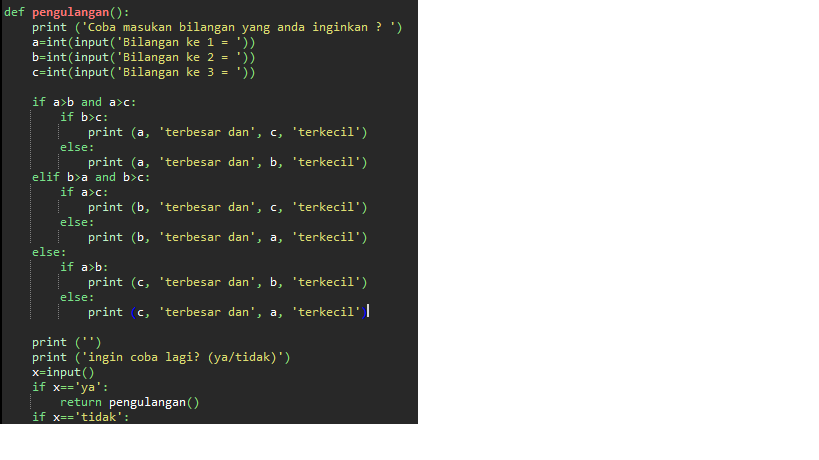 def pengulangan():
    print ('Coba masukan bilangan yang anda inginkan ? ')
    a=int(input('Bilangan ke 1 = '))
    b=int(input('Bilangan ke 2 = '))
    c=int(input('Bilangan ke 3 = '))
    if a>b and a>c:
        if b>c:
            print (a, 'terbesar dan', c, 'terkecil')
        else:
            print (a, 'terbesar dan', b, 'terkecil')
    elif b>a and b>c:
        if a>c:
            print (b, 'terbesar dan', c, 'terkecil')
        else:
            print (b, 'terbesar dan', a, 'terkecil')
    else:
        if a>b:
            print (c, 'terbesar dan', b, 'terkecil')
        else:
            print (c, 'terbesar dan', a, 'terkecil')
    print ('')
    print ('ingin coba lagi? (ya/tidak)')
    x=input()
    if x=='ya':
        return pengulangan()
    if x=='tidak':